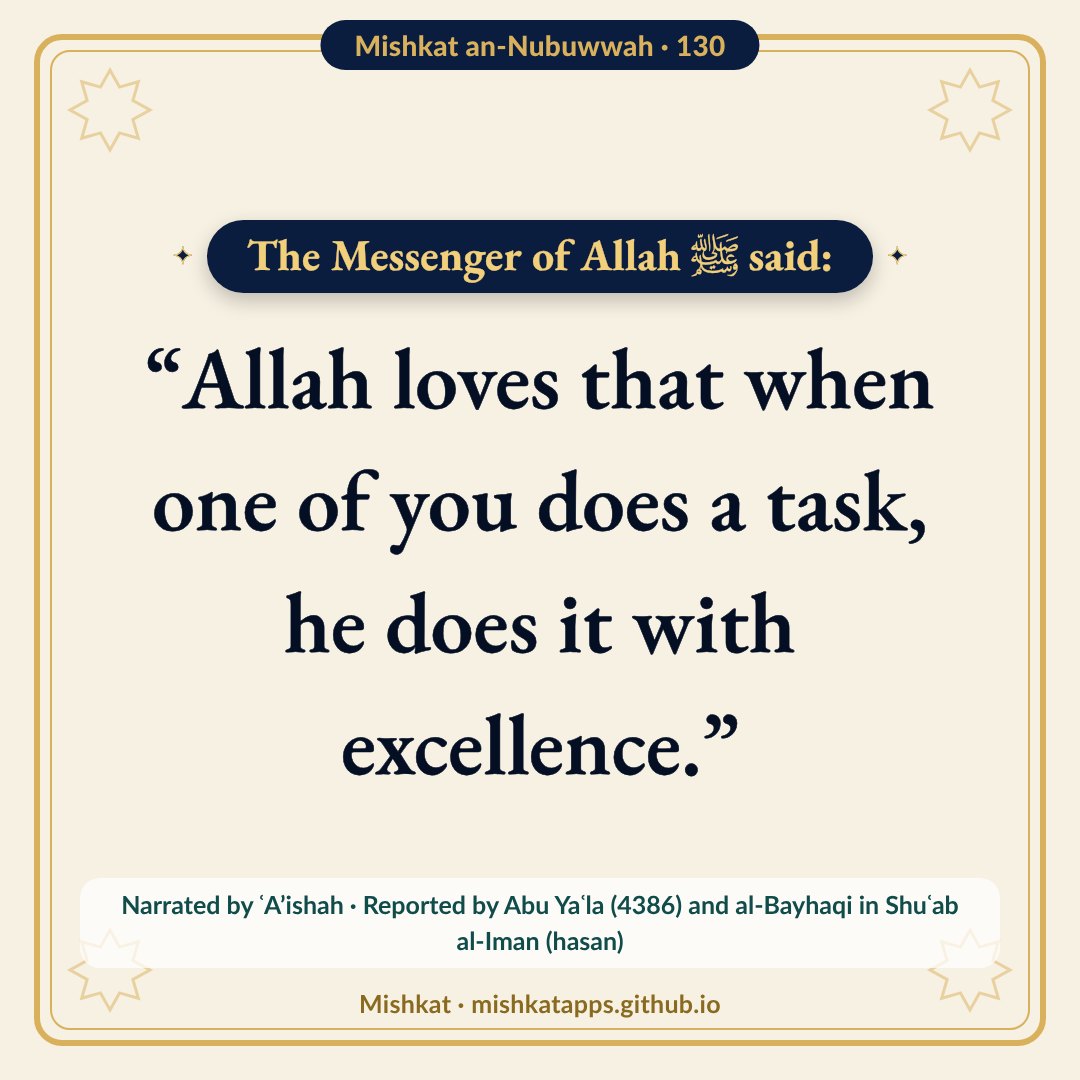 Mishkat an-Nubuwwah · 130
The Messenger of Allah ﷺ said:
“Allah loves that when
one of you does a task,
he does it with
excellence.”
Narrated by ʿA’ishah · Reported by Abu Yaʿla (4386) and al-Bayhaqi in Shuʿab
al-Iman (hasan)
Mishkat · mishkatapps.github.io